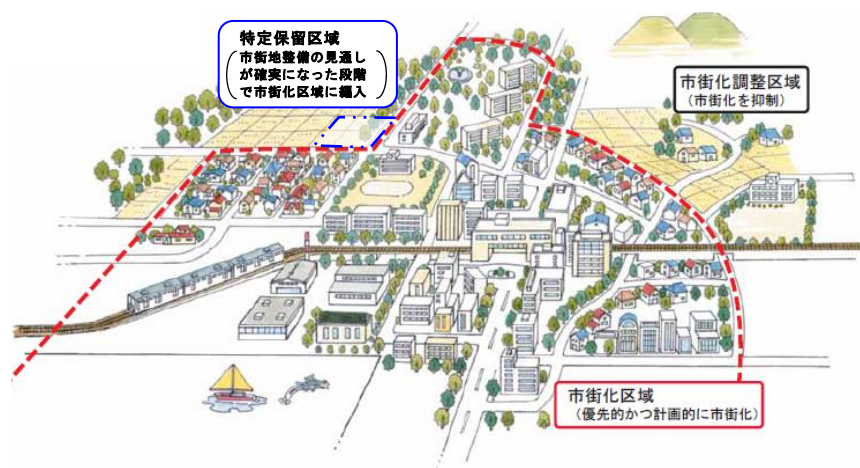 特定保留区域
(市街地整備の見通し
が確実になった段階
で市街化区域に編入)
市街化調整区域
(市街化を抑制)
市街化区域
(優先的かつ計画的に市街化)